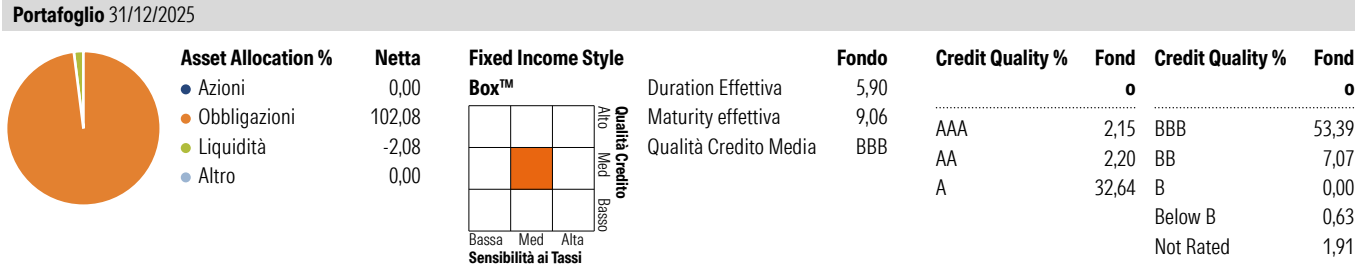 Portafoglio 31/12/2025
Asset Allocation % Netta
Azioni 0,00
Obbligazioni 102,08
Liquidità -2,08
Altro 0,00
Fixed Income Style Box™
Alto Med Basso
Qualità Credito
Bassa Med Alta
Sensibilità ai Tassi
Fondo
Duration Effettiva 5,90
Maturity effettiva 9,06
Qualità Credito Media BBB
Credit Quality % Fond
o
AAA 2,15
AA 2,20
A 32,64
Credit Quality % Fond
o
BBB 53,39
BB 7,07
B 0,00
Below B 0,63
Not Rated 1,91